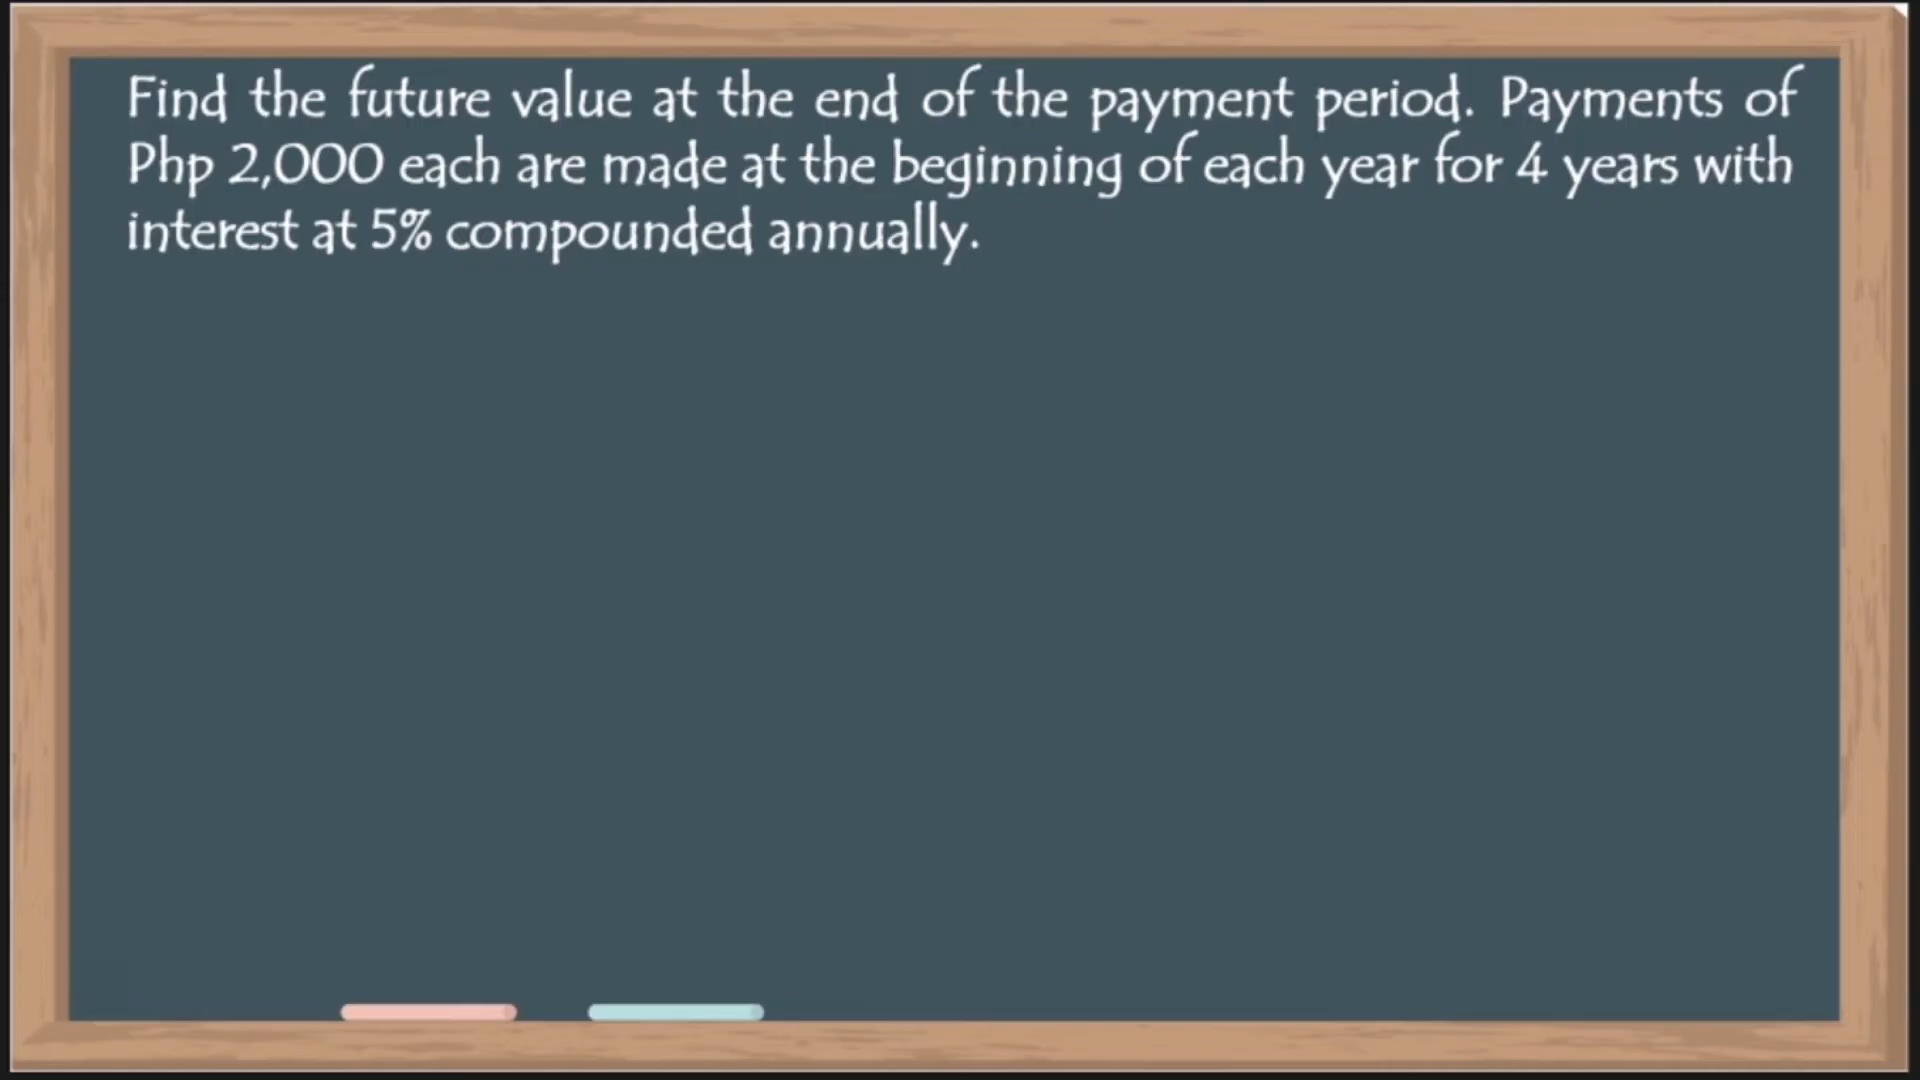 Find the future value at the end of the payment period. Payments of
Php 2,000 each are made at the beginning of each year for 4 years with
interest at 5% compounded annually.